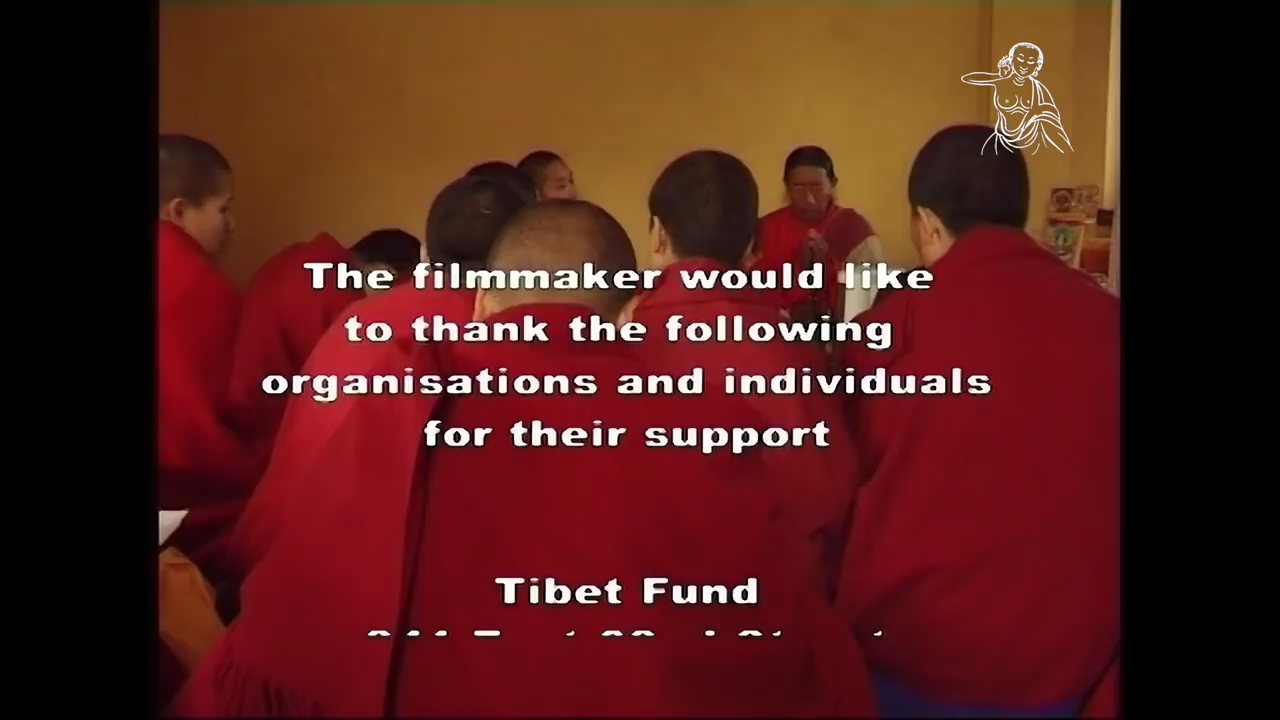 The filmmaker would like
to thank the following
organisations and individuals
for their support
Tibet Fund